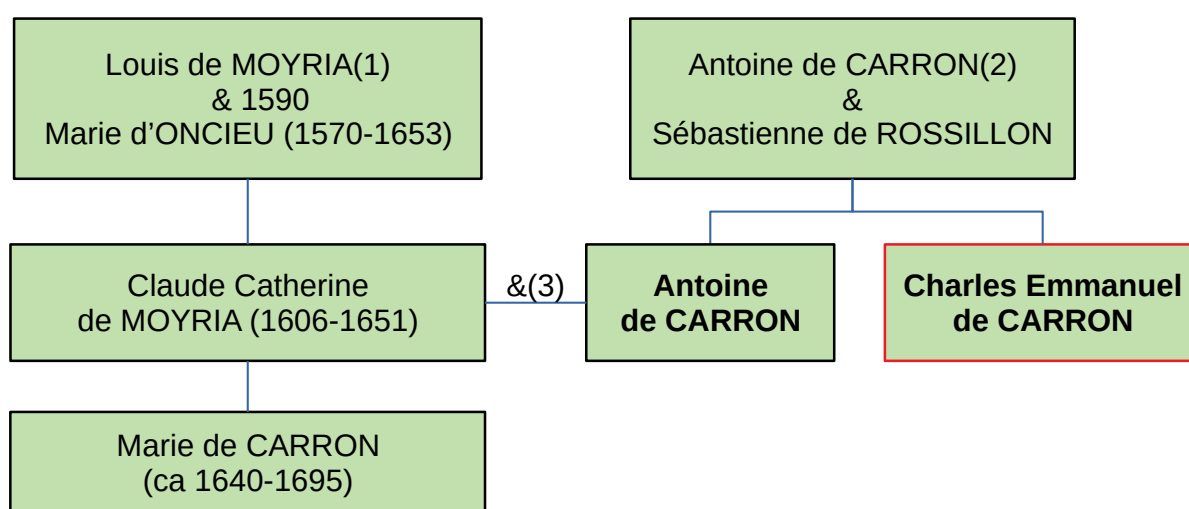 Louis de MOYRIA(1)
& 1590
Marie d’ONCIEU (1570-1653)
Antoine de CARRON(2)
&
Sébastienne de ROSSILLON
Claude Catherine
de MOYRIA (1606-1651)
&(3)
Antoine
de CARRON
Charles Emmanuel
de CARRON
Marie de CARRON
(ca 1640-1695)